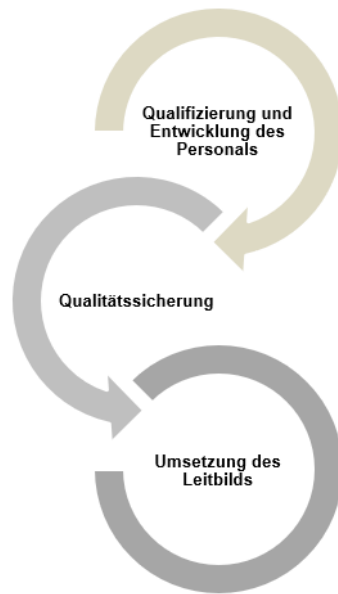 Qualifizierung und
Entwicklung des
Personals
Qualitätssicherung
Umsetzung des
Leitbilds